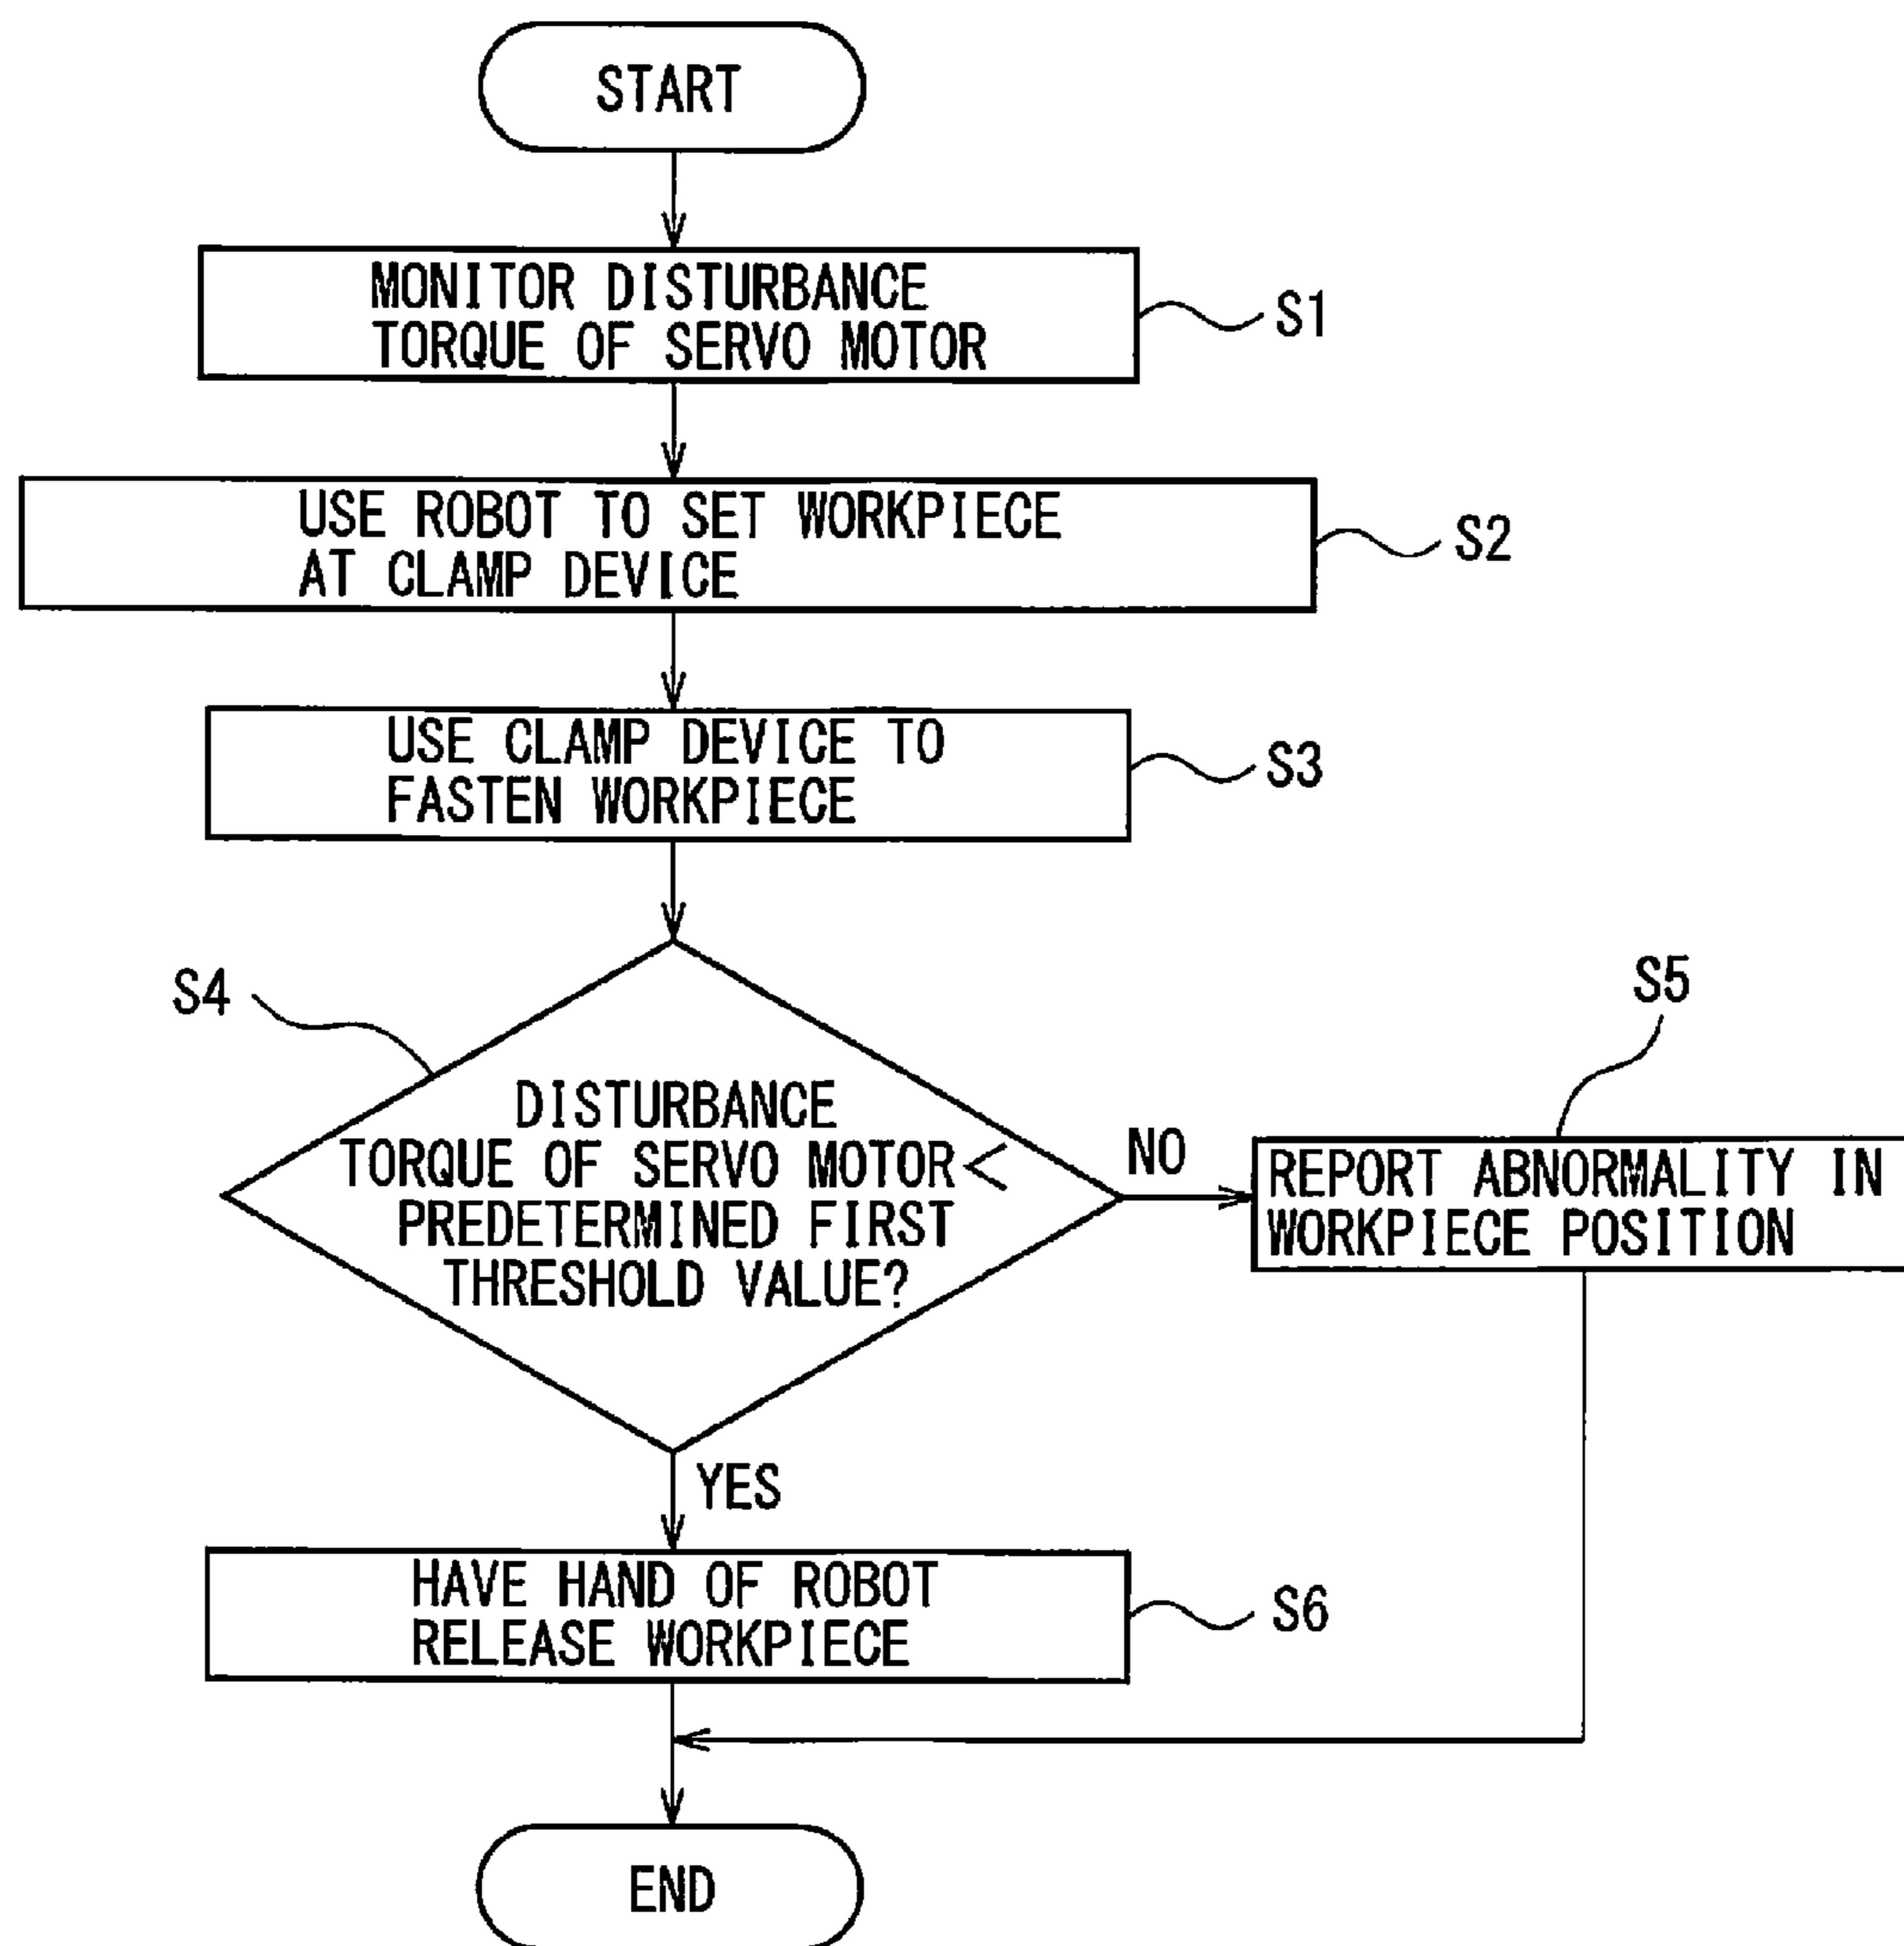 START
MONITOR DISTURBANCE
TORQUE OF SERVO MOTOR
S1
USE ROBOT TO SET WORKPIECE
AT CLAMP DEVICE
S2
USE CLAMP DEVICE TO
FASTEN WORKPIECE
S3
S4
DISTURBANCE
TORQUE OF SERVO MOTOR<
PREDETERMINED FIRST
THRESHOLD VALUE?
NO
S5
REPORT ABNORMALITY IN
WORKPIECE POSITION
YES
HAVE HAND OF ROBOT
RELEASE WORKPIECE
S6
END